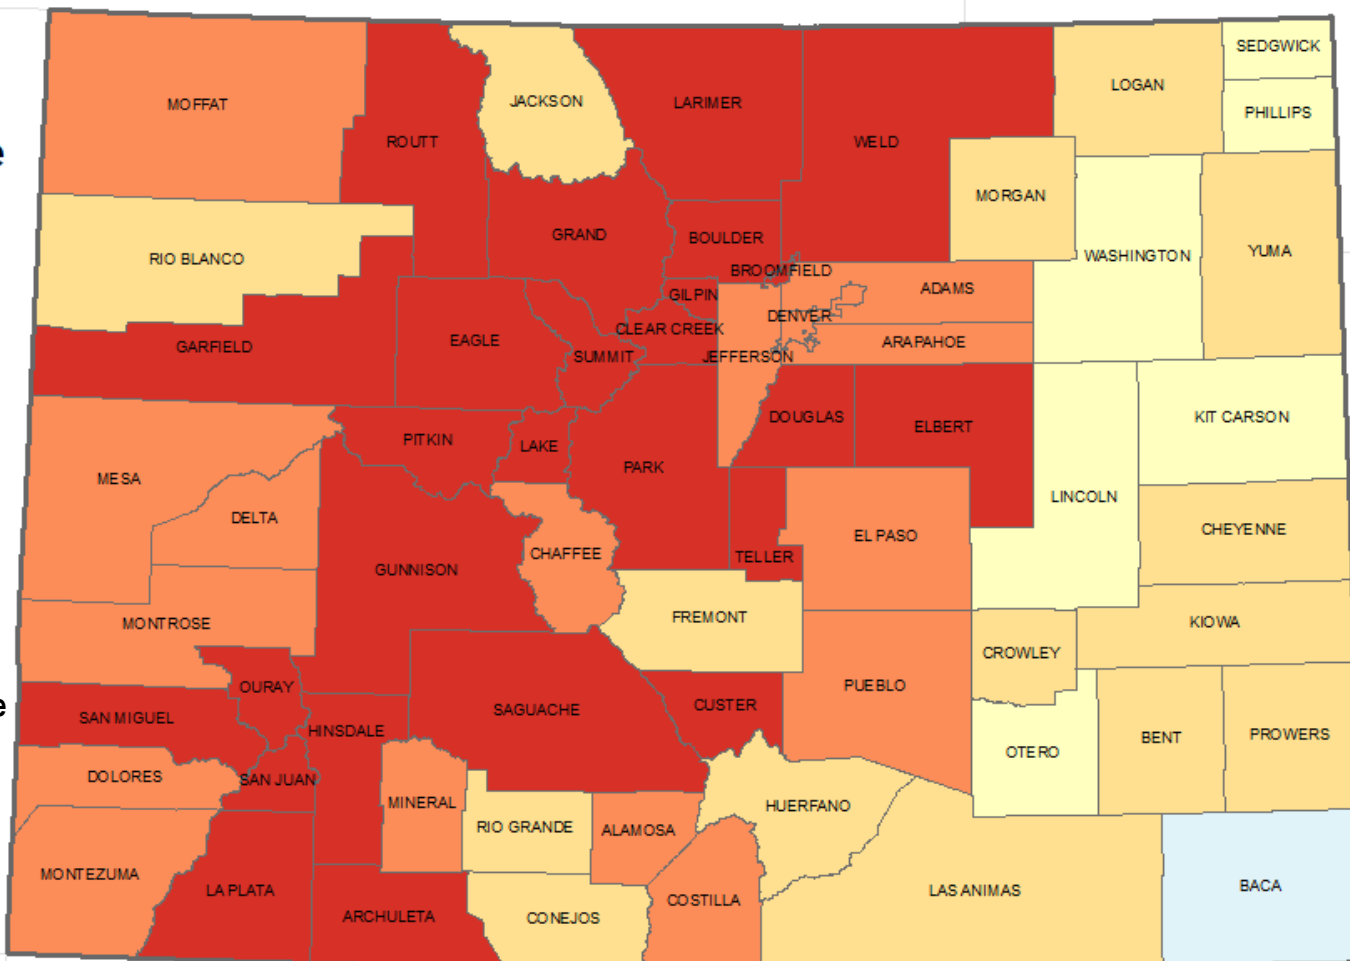 SEDGWICK
LOGAN
JACKSON
LARIMER
MOFFAT
PHILLIPS
ROUTT
WELD
e
MORGAN
GRAND
BOULDER
YUMA
RIO BLANCO
WASHINGTON
BROOMFIELD
ADAMS
GILPIN
DENVER
CLEAR CREEK
EAGLE
ARAPAHOE
GARFIELD
SUMMIT
JEFFERSON
DOUGLAS
KIT CARSON
ELBERT
PITKIN
LAKE
PARK
MESA
LINCOLN
DELTA
CHEYENNE
EL PASO
CHAFFEE
TELLER
GUNNISON
FREMONT
MONTROSE
KIOWA
CROWLEY
OURAY
PUEBLO
CUSTER
e
SAGUACHE
SAN MIGUEL
HINSDALE
PROWERS
BENT
OTERO
DOLORES
SAN JUAN
MINERAL
HUERFANO
RIO GRANDE
ALAMOSA
MONTEZUMA
BACA
LA PLATA
LAS ANIMAS
COSTILLA
ARCHULETA
CONEJOS